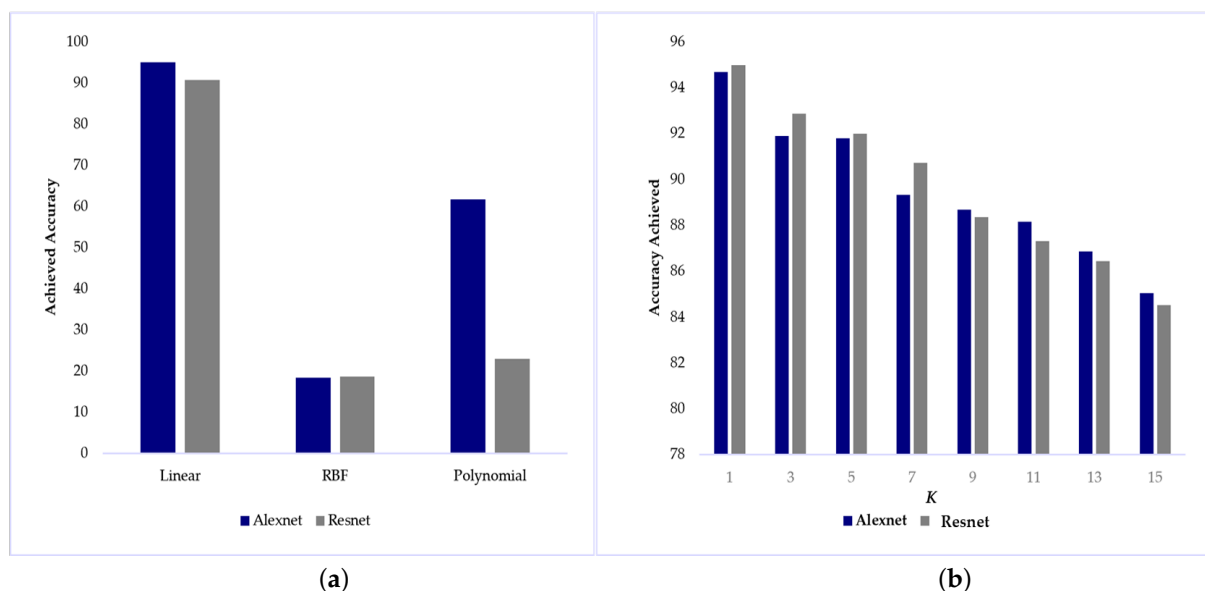 100
90
80
70
60
50
40
30
20
10
0
Achieved Accuracy
Linear RBF Polynomial
Alexnet Resnet
(a)
96
94
92
90
88
86
84
82
80
78
Accuracy Achieved
1 3 5 7 9 11 13 15
K
Alexnet Resnet
(b)